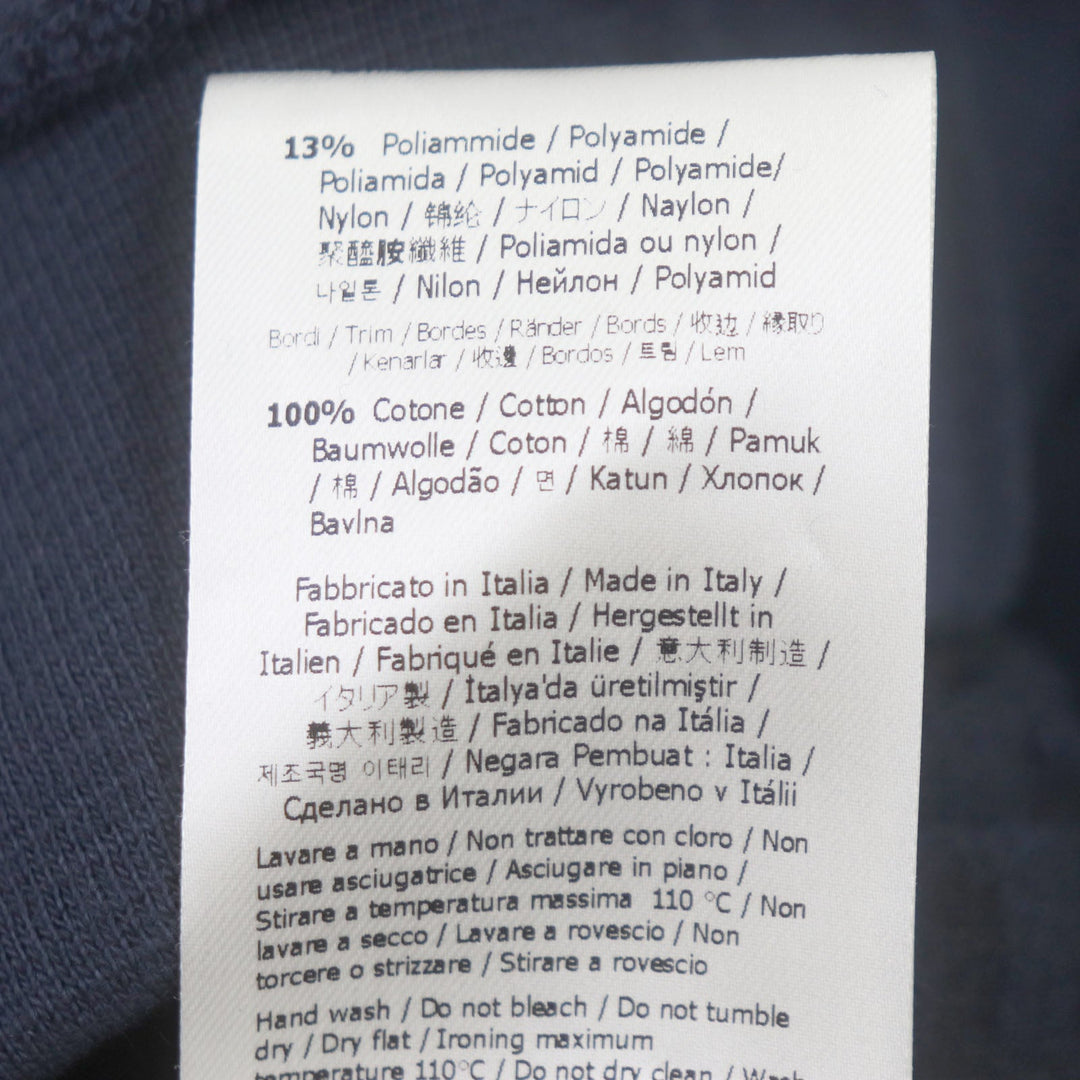 13% Poliammide / Polyamide /
Poliamida / Polyamid / Polyamide/
Nylon / 锦纶 / ナイロン / Naylon /
聚醯胺纖維 / Poliamida ou nylon /
나일론 / Nilon / Нейлон / Polyamid
Bordi / Trim / Bordes / Ränder / Bords / 收边 / 縁取り
/ Kenarlar / 收邊 / Bordos / 트림 / Lem
100% Cotone / Cotton / Algodón /
Baumwolle / Coton / 棉 / 綿 / Pamuk
/ 棉 / Algodão / 면 / Katun / Хлопок /
Bavlna
Fabbricato in Italia / Made in Italy /
Fabricado en Italia / Hergestellt in
Italien / Fabriqué en Italie / 意大利制造 /
イタリア製 / İtalya'da üretilmiştir /
義大利製造 / Fabricado na Itália /
제조국명 이태리 / Negara Pembuat : Italia /
Сделано в Италии / Vyrobeno v Itálii
Lavare a mano / Non trattare con cloro / Non
usare asciugatrice / Asciugare in piano /
Stirare a temperatura massima 110 °C / Non
lavare a secco / Lavare a rovescio / Non
torcere o strizzare / Stirare a rovescio
Hand wash / Do not bleach / Do not tumble
dry / Dry flat / Ironing maximum
temperature 110°C / Do not dry clean / Wash